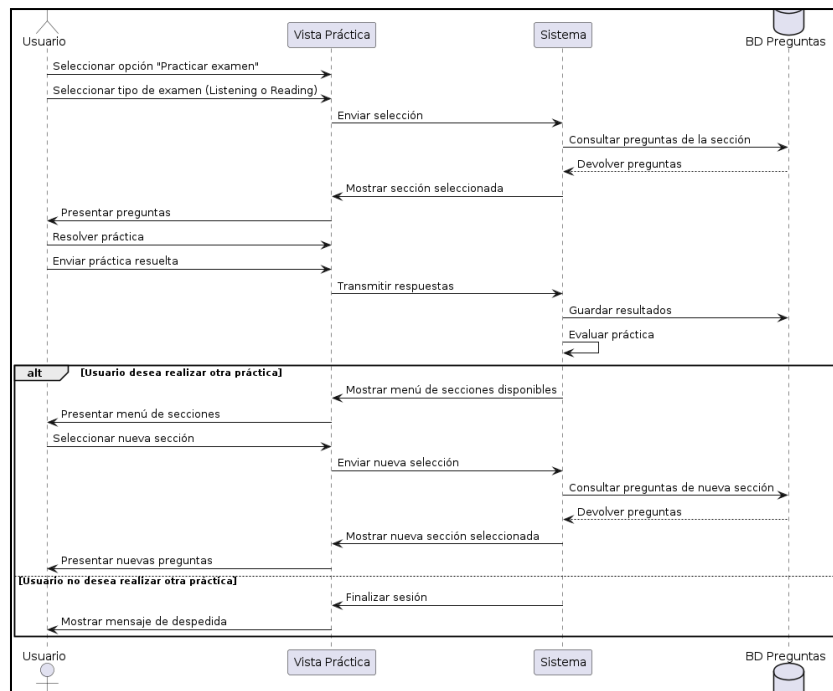 Usuario
Vista Práctica
Sistema
BD Preguntas
Seleccionar opción "Practicar examen"
Seleccionar tipo de examen (Listening o Reading)
Enviar selección
Consultar preguntas de la sección
Devolver preguntas
Mostrar sección seleccionada
Presentar preguntas
Resolver práctica
Enviar práctica resuelta
Transmitir respuestas
Guardar resultados
Evaluar práctica
alt [Usuario desea realizar otra práctica]
Mostrar menú de secciones disponibles
Presentar menú de secciones
Seleccionar nueva sección
Enviar nueva selección
Consultar preguntas de nueva sección
Devolver preguntas
Mostrar nueva sección seleccionada
Presentar nuevas preguntas
[Usuario no desea realizar otra práctica]
Finalizar sesión
Mostrar mensaje de despedida
Usuario
Vista Práctica
Sistema
BD Preguntas